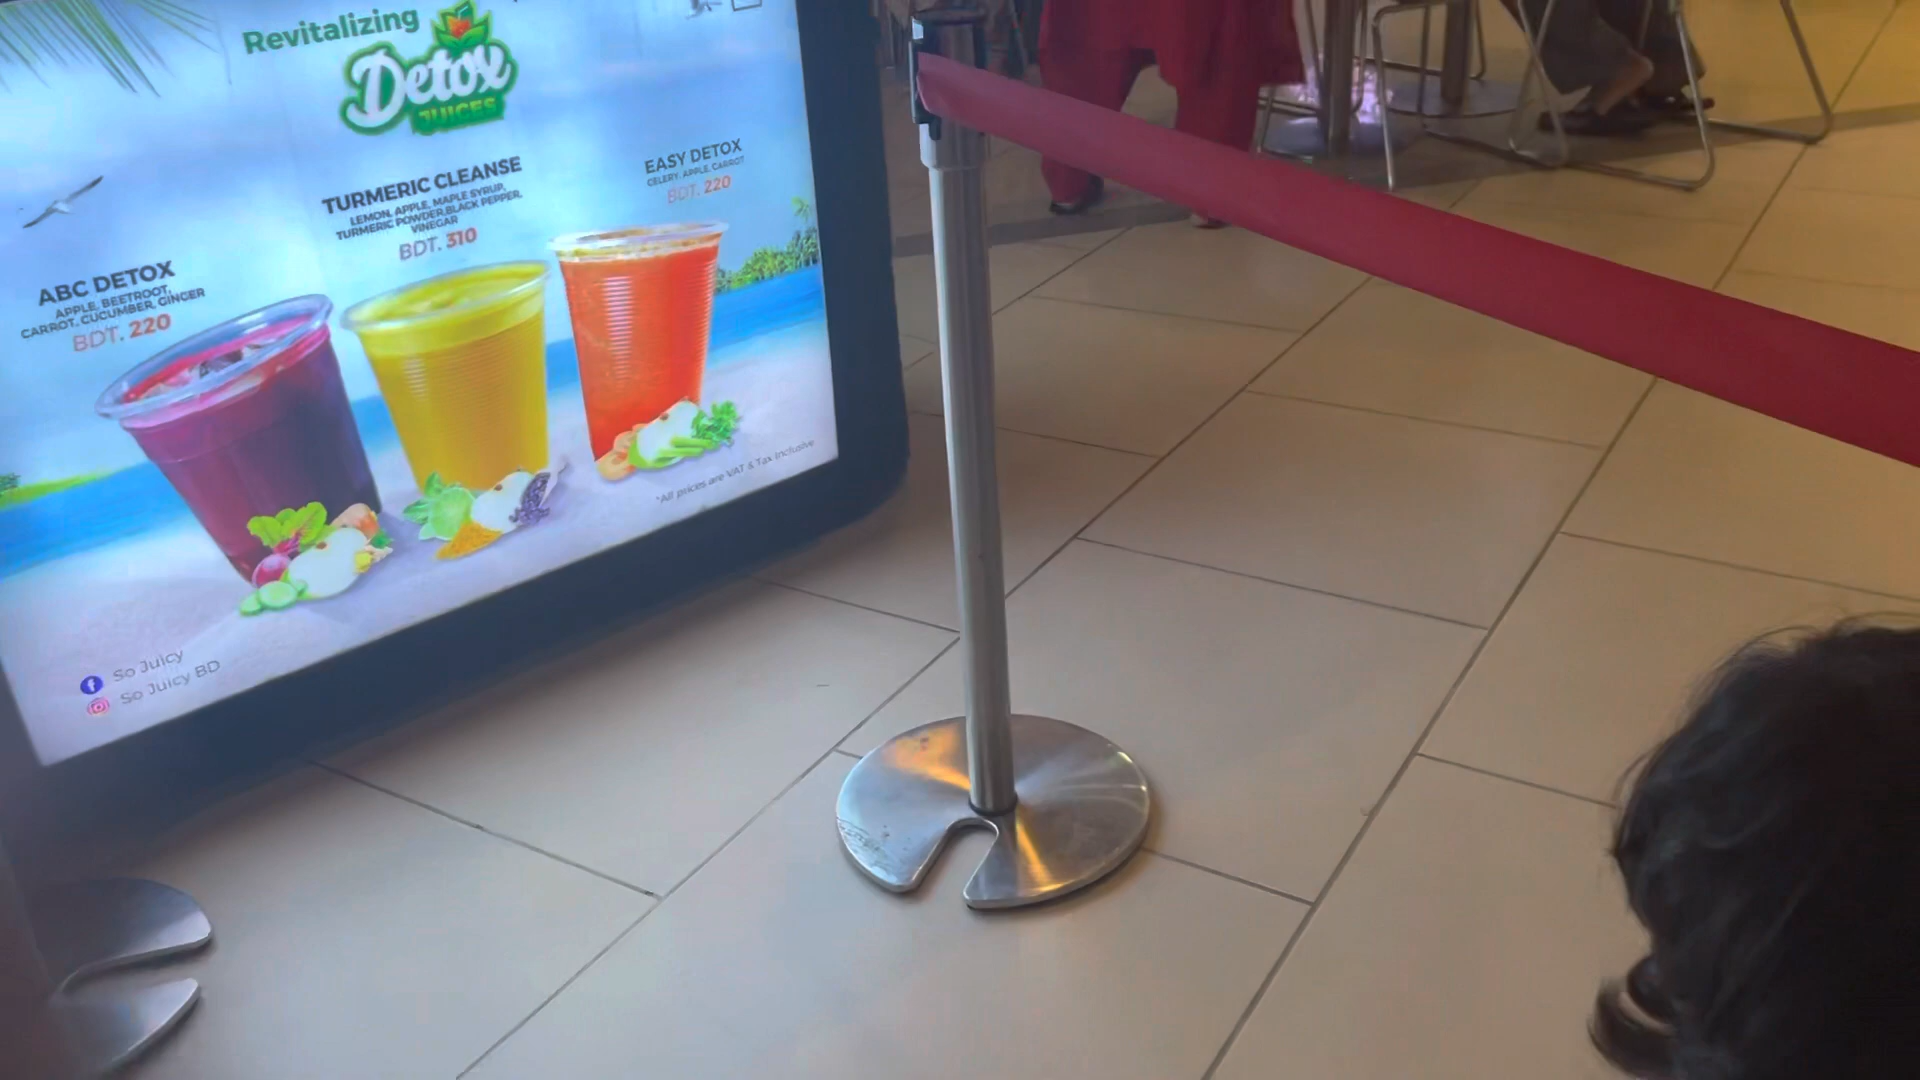 Revitalizing
Detox
JUICES
ABC DETOX
APPLE, BEETROOT,
CARROT, CUCUMBER, GINGER
BDT. 220
TURMERIC CLEANSE
LEMON, APPLE, MAPLE SYRUP,
TURMERIC POWDER,BLACK PEPPER,
VINEGAR
BDT. 310
EASY DETOX
CELERY, APPLE, CARROT
BDT. 220
*All prices are VAT & Tax Inclusive
So Juicy
So Juicy BD